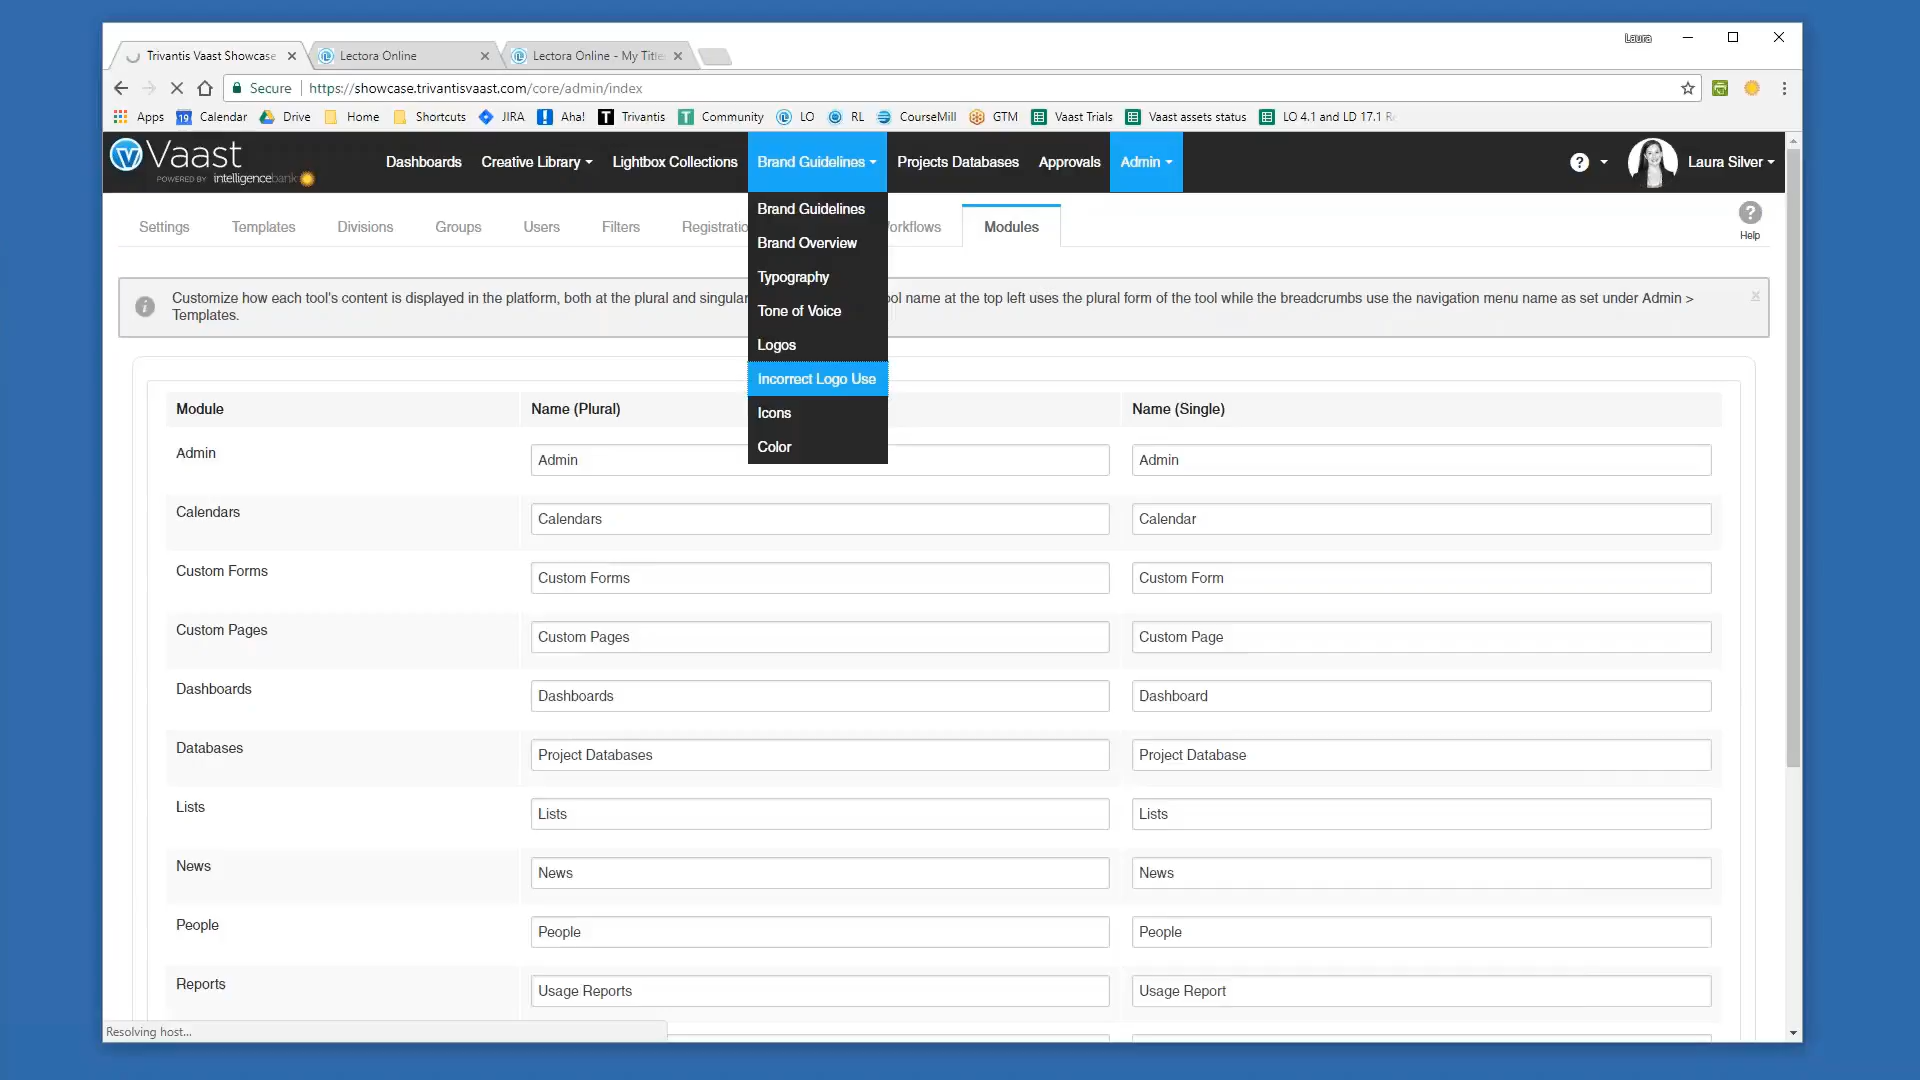 Laura
Trivantis Vaast Showcase
Lectora Online
Lectora Online - My Title
Secure
https://showcase.trivantisvaast.com/core/admin/index
Apps
19
Calendar
Drive
Home
Shortcuts
JIRA
Aha!
T
Trivantis
T
Community
LO
RL
CourseMill
GTM
Vaast Trials
Vaast assets status
LO 4.1 and LD 17.1 Re
Vaast
POWERED BY intelligencebank
Dashboards
Creative Library
Lightbox Collections
Brand Guidelines
Projects Databases
Approvals
Admin
?
Laura Silver
Brand Guidelines
Brand Overview
Typography
Tone of Voice
Logos
Incorrect Logo Use
Icons
Color
Settings
Templates
Divisions
Groups
Users
Filters
Registratio
orkflows
Modules
?
Help
i
Customize how each tool's content is displayed in the platform, both at the plural and singular
ool name at the top left uses the plural form of the tool while the breadcrumbs use the navigation menu name as set under Admin >
Templates.
x
Module
Name (Plural)
Name (Single)
Admin
Admin
Admin
Calendars
Calendars
Calendar
Custom Forms
Custom Forms
Custom Form
Custom Pages
Custom Pages
Custom Page
Dashboards
Dashboards
Dashboard
Databases
Project Databases
Project Database
Lists
Lists
Lists
News
News
News
People
People
People
Reports
Usage Reports
Usage Report
Resolving host...